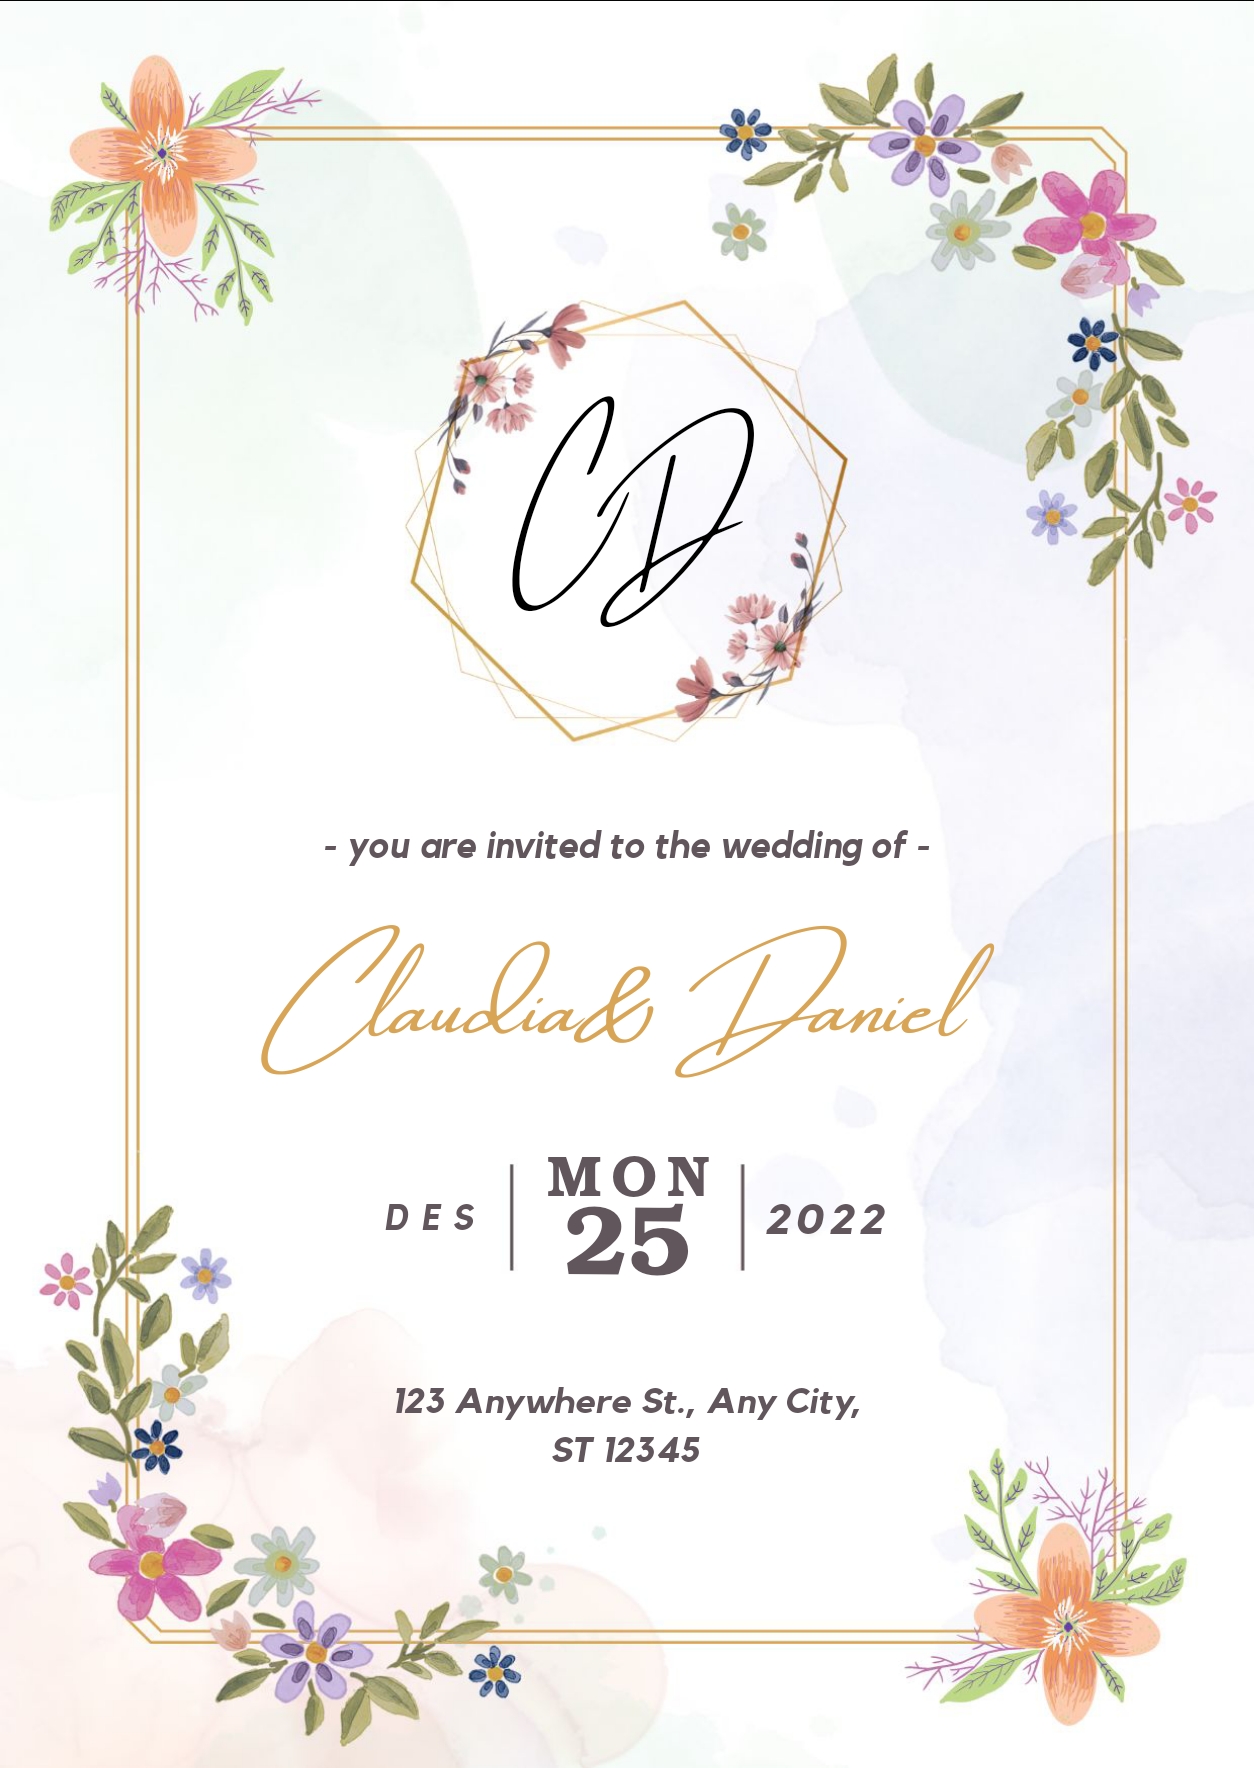 CD
- you are invited to the wedding of -
Claudia& Daniel
DES
MON
25
2022
123 Anywhere St., Any City,
ST 12345